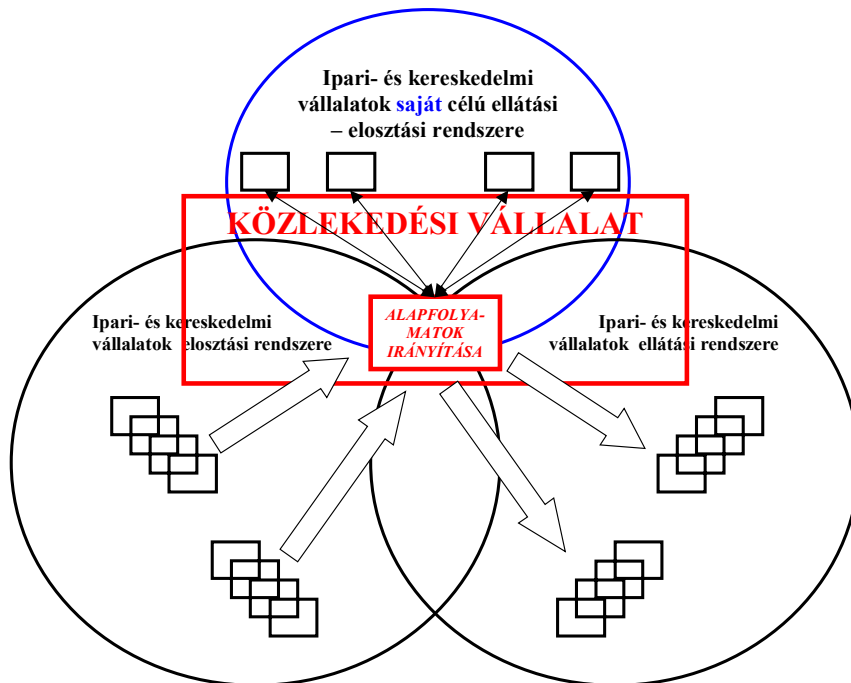 Ipari- és kereskedelmi
vállalatok saját célú ellátási
– elosztási rendszere
KÖZLEKEDÉSI VÁLLALAT
Ipari- és kereskedelmi
vállalatok elosztási rendszere
ALAPFOLYA-
MATOK
IRÁNYÍTÁSA
Ipari- és kereskedelmi
vállalatok ellátási rendszere